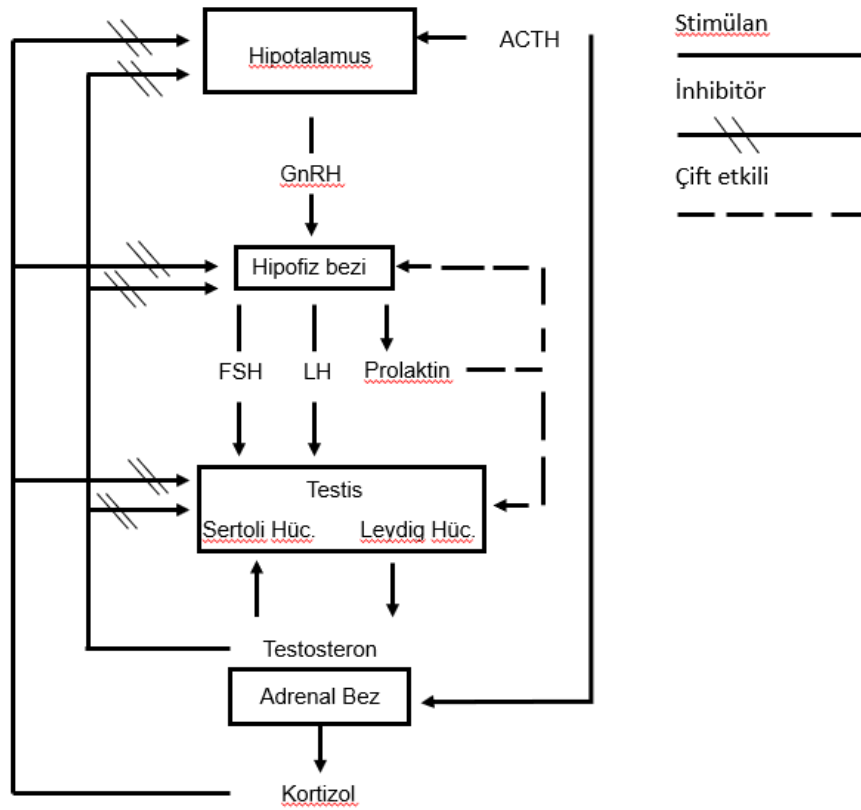 Hipotalamus
ACTH
GnRH
Hipofiz bezi
FSH
LH
Prolaktin
Testis
Sertoli Hüc.
Leydig Hüc.
Testosteron
Adrenal Bez
Kortizol
Stimülan
İnhibitör
Çift etkili